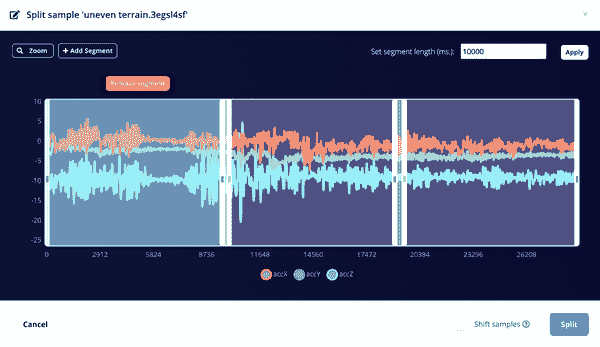 Split sample 'uneven terrain.3egsl4sf'
×
Zoom
+ Add Segment
Set segment length (ms.):
10000
Apply
Remove segment
10
5
0
-5
-10
-15
-20
-25
0 2912 5824 8736 11648 14560 17472 20384 23296 26208
accX accY accZ
Cancel
Shift samples
Split